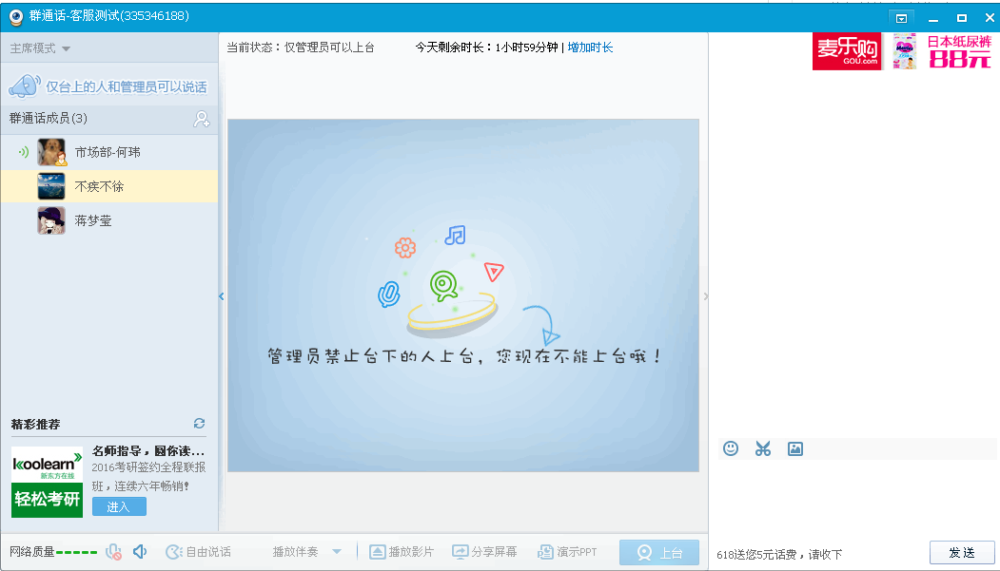 群通话-客服测试(335346188)
主席模式
当前状态：仅管理员可以上台
今天剩余时长：1小时59分钟 | 增加时长
麦乐购
GOU.com
日本纸尿裤
88元
仅台上的人和管理员可以说话
群通话成员(3)
市场部-何玮
不疾不徐
蒋梦莹
管理员禁止台下的人上台，您现在不能上台哦！
精彩推荐
koolearn
新东方在线
轻松考研
名师指导，圆你读...
2016考研签约全程联报
班，连续六年畅销!
进入
网络质量
自由说话
播放伴奏
播放影片
分享屏幕
演示PPT
上台
618送您5元话费，请收下
发送